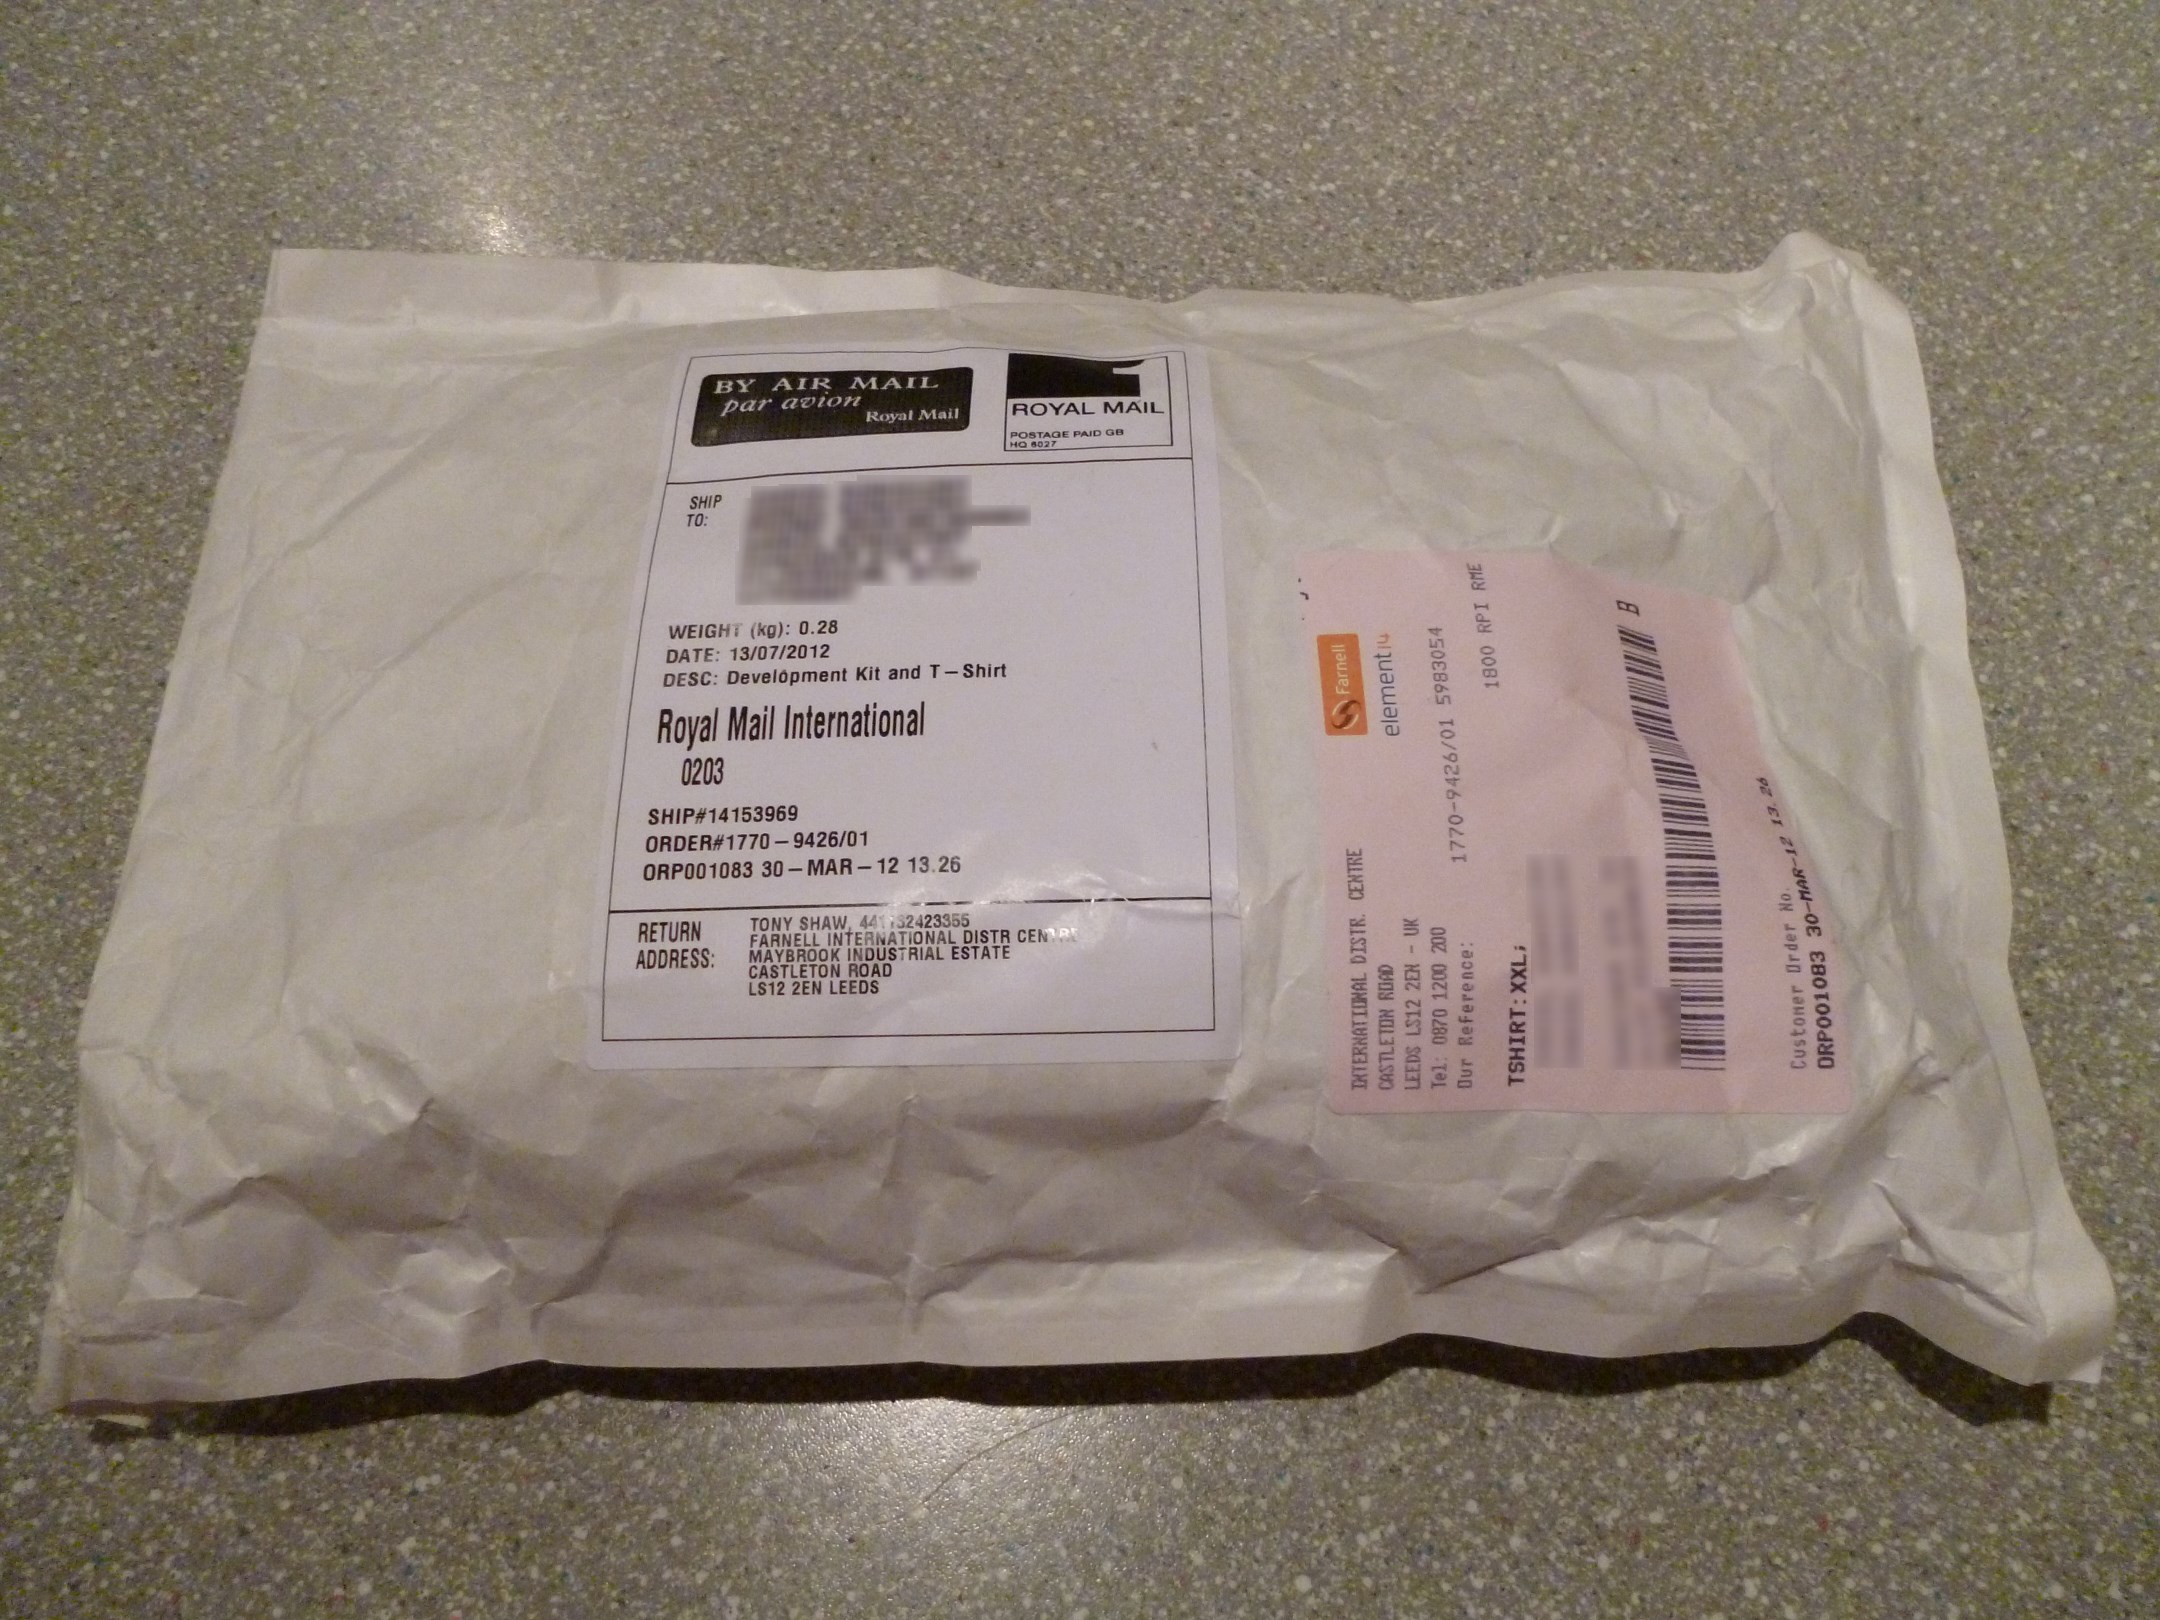 BY AIR MAIL
par avion
Royal Mail
ROYAL MAIL
POSTAGE PAID GB
HQ 6027
SHIP
TO:
WEIGHT (kg): 0.28
DATE: 13/07/2012
DESC: Development Kit and T-Shirt
Royal Mail International
0203
SHIP#14153969
ORDER#1770-9426/01
ORP001083 30-MAR-12 13.26
RETURN
ADDRESS:
TONY SHAW,
FARNELL INTERNATIONAL DISTR CENTRE
MAYBROOK INDUSTRIAL ESTATE
CASTLETON ROAD
LS12 2EN LEEDS
Farnell
element14
INTERNATIONAL DISTR. CENTRE
CASTLETON ROAD
LEEDS LS12 2EN - UK
Tel: 0870 1200 200
Our Reference:
1770-9426/01 5983054
1800 RPI RME
TSHIRT:XXL;
B
Customer Order No.
ORP001083 30-MAR-12 13.26